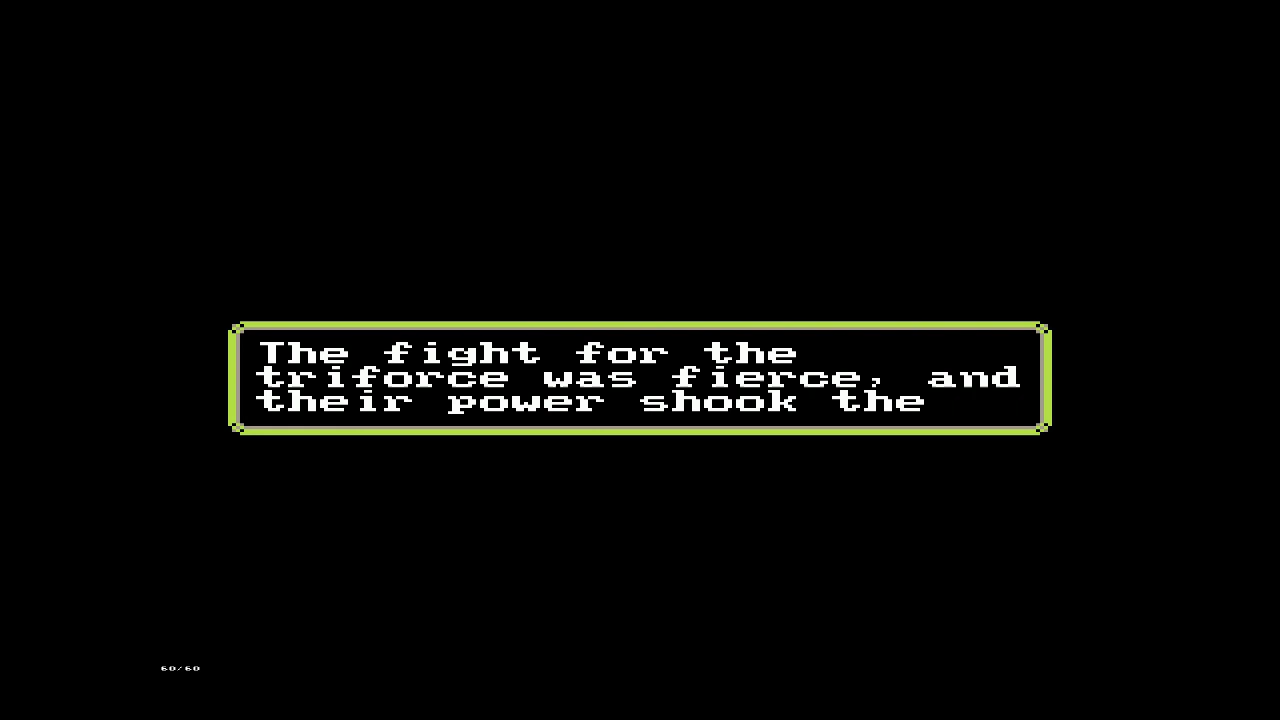 The fight for the
triforce was fierce, and
their power shook the
60/60